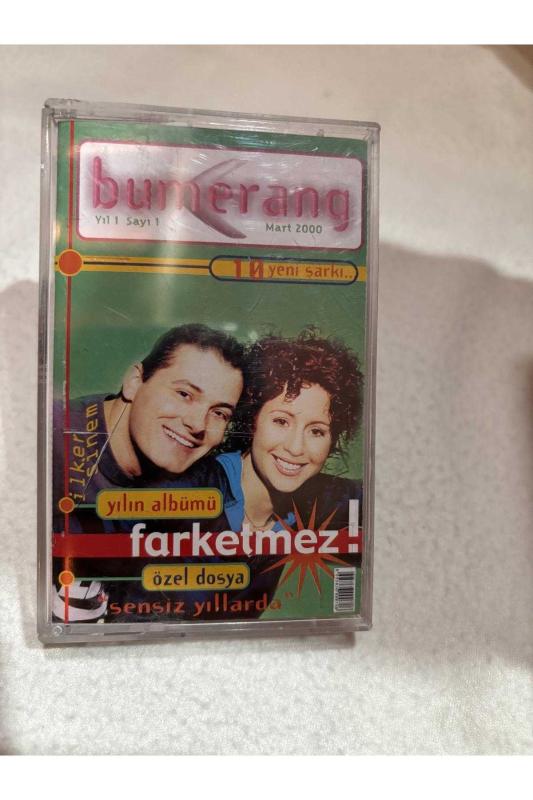 bumerang
Yıl 1 Sayı 1
Mart 2000
10 yeni şarkı..
ilker
sinem
yılın albümü
farketmez!
özel dosya
"sensiz yıllarda"